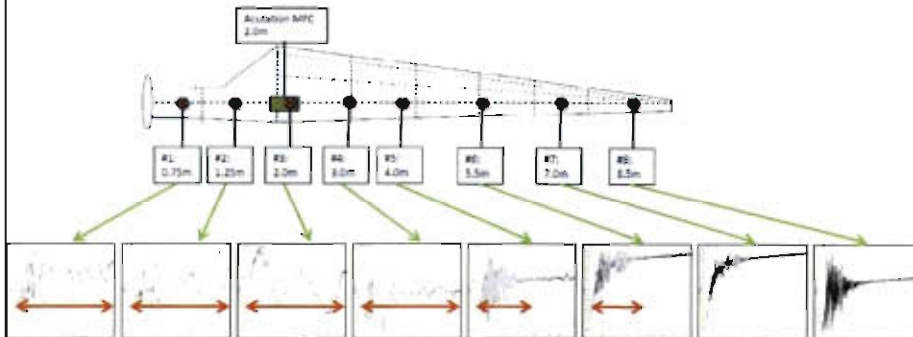 Acutation MFC
2.0m
#1:
0.75m
#2:
1.25m
#3:
2.0m
#4:
3.0m
#5:
4.0m
#6:
5.5m
#7:
7.0m
#8:
8.5m